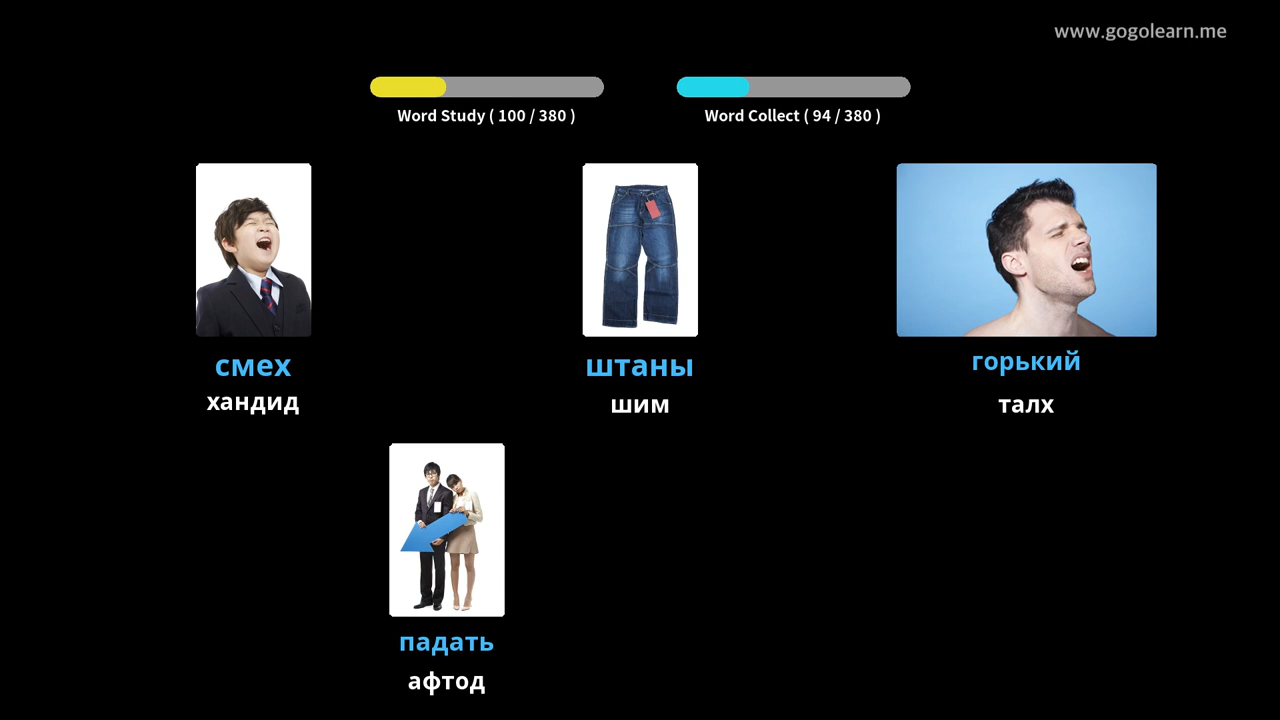 www.gogolearn.me
Word Study ( 100 / 380 )
Word Collect ( 94 / 380 )
смех
хандид
штаны
шим
горький
талх
падать
афтод